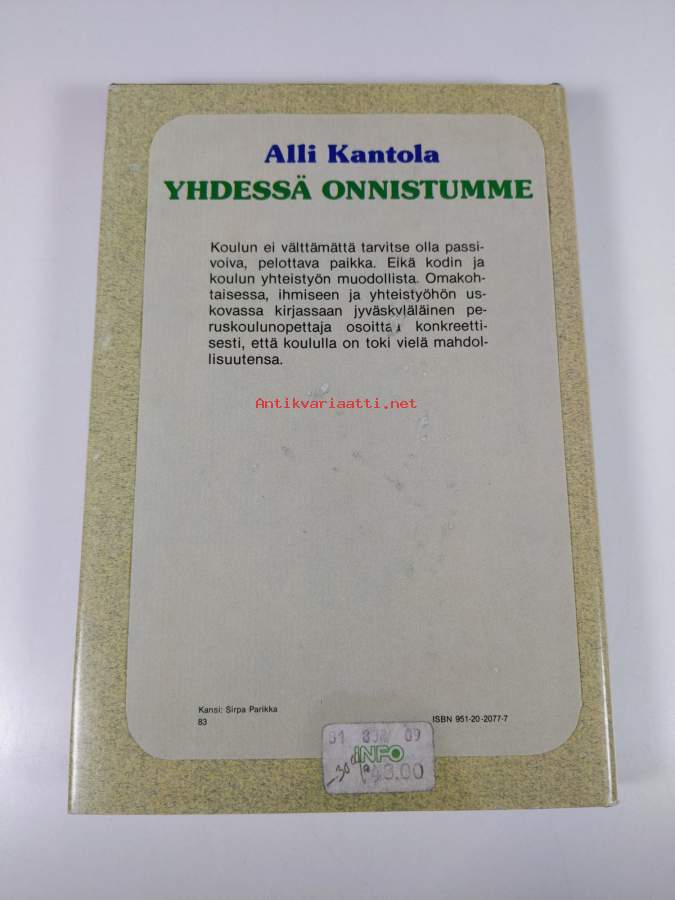 Alli Kantola
YHDESSÄ ONNISTUMME
Koulun ei välttämättä tarvitse olla passi-
voiva, pelottava paikka. Eikä kodin ja
koulun yhteistyön muodollista. Omakoh-
taisessa, ihmiseen ja yhteistyöhön us-
kovassa kirjassaan jyväskyläläinen pe-
ruskoulunopettaja osoittaa konkreetti-
sesti, että koululla on toki vielä mahdol-
lisuutensa.
Antikvariaatti.net
Kansi: Sirpa Parikka
83
ISBN 951-20-2077-7
INFO